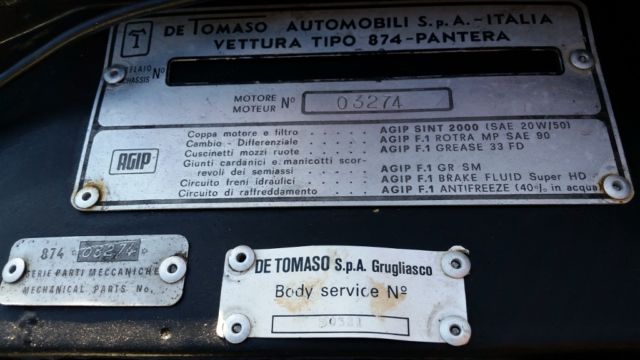 T DE TOMASO AUTOMOBILI S.p.A.-ITALIA
VETTURA TIPO 874-PANTERA
TELAIO
CHASSIS Nº
MOTORE
MOTEUR Nº 03274
AGIP
Coppa motore e filtro . . . . . AGIP SINT 2000 (SAE 20W/50)
Cambio - Differenziale . . . . . AGIP F.1 ROTRA MP SAE 90
Cuscinetti mozzi ruote . . . . . AGIP F.1 GREASE 33 FD
Giunti cardanici e manicotti scor-
revoli dei semiassi . . . . . AGIP F.1 GR SM
Circuito freni idraulici . . . . . AGIP F.1 BRAKE FLUID Super HD
Circuito di raffreddamento . . . . . AGIP F.1 ANTIFREEZE (40% in acqua)
874 *03274*
SERIE PARTI MECCANICHE
MECHANICAL PARTS No.
DE TOMASO S.p.A. Grugliasco
Body service Nº